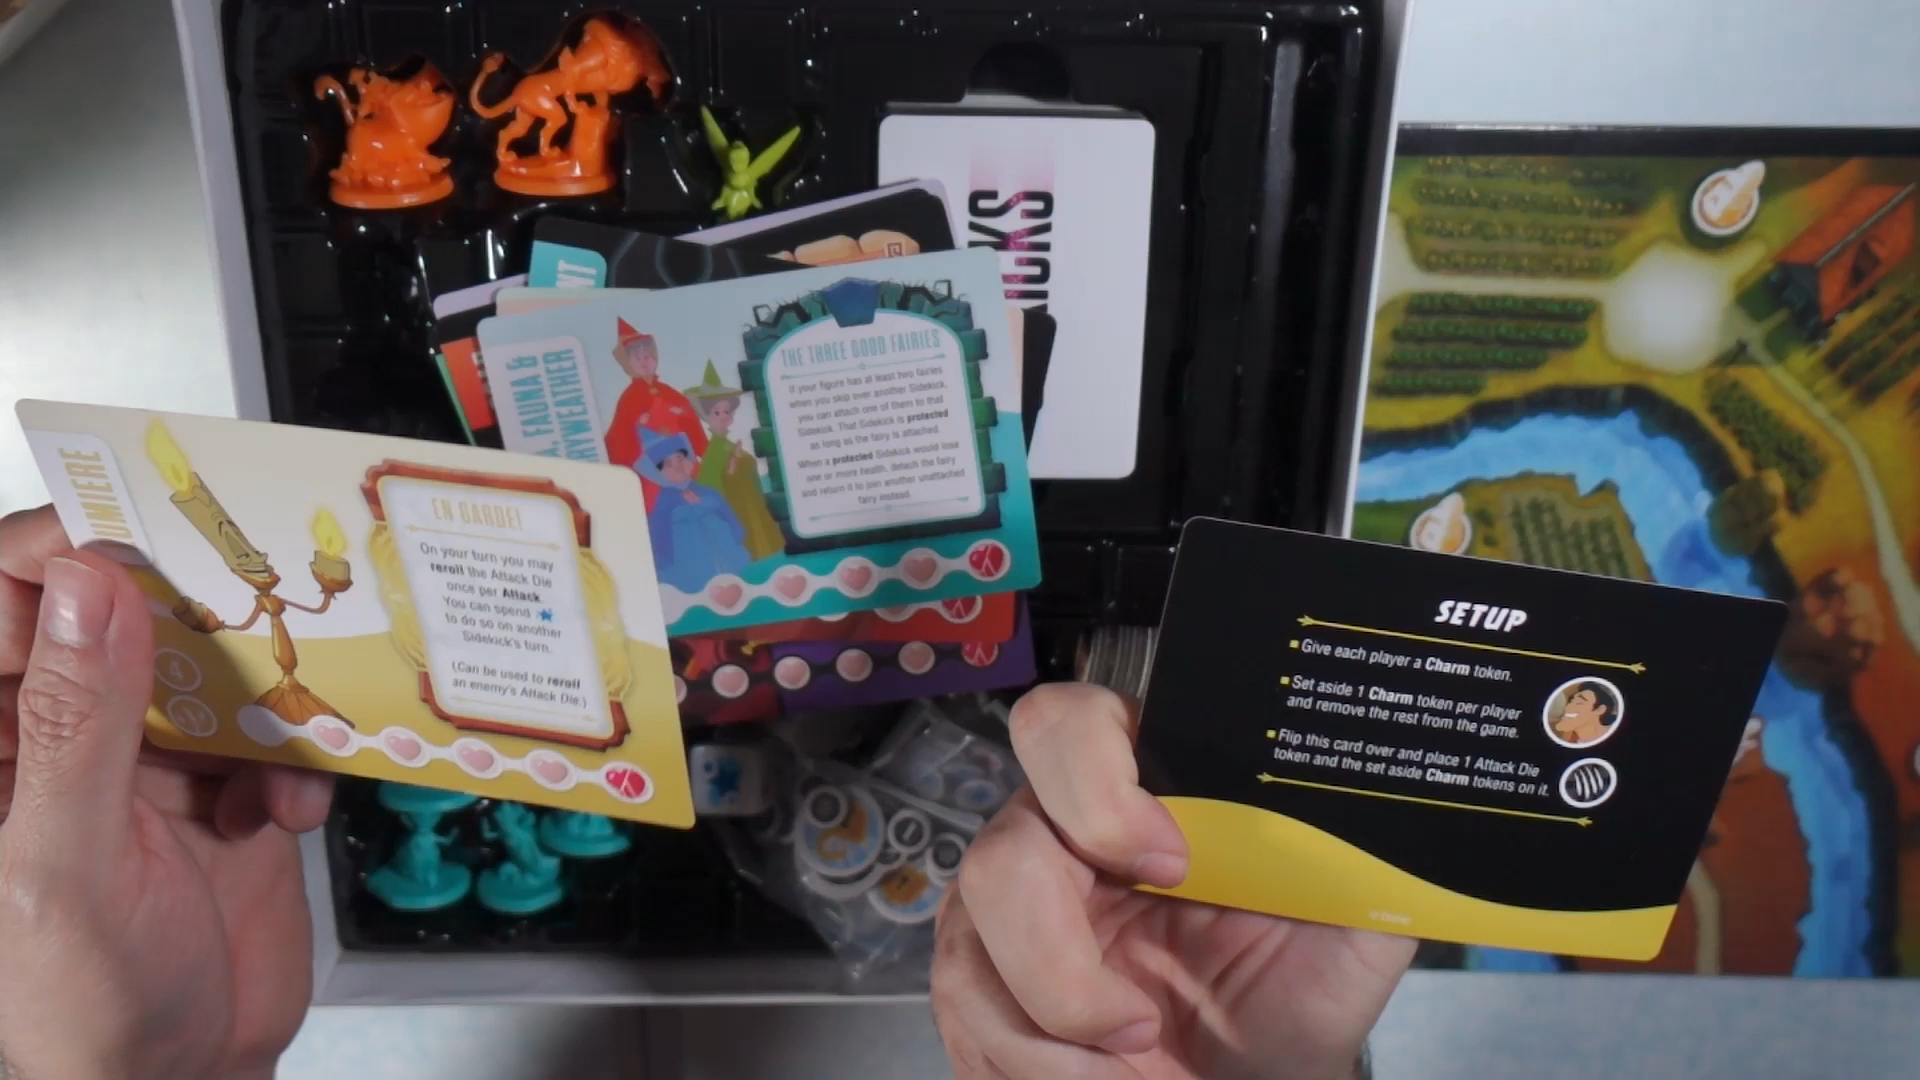 UMIERE
EN GARDE!
On your turn you may
reroll the Attack Die
once per Attack.
You can spend
to do so on another
Sidekick's turn.
(Can be used to reroll
an enemy's Attack Die.)
, FAUNA &
RYWEATHER
THE THREE GOOD FAIRIES
If your figure has at least two fairies
when you skip over another Sidekick,
you can attach one of them to that
Sidekick. That Sidekick is protected
as long as the fairy is attached.
When a protected Sidekick would lose
one or more health, detach the fairy
and return it to join another unattached
fairy instead.
NT
KICKS
SETUP
Give each player a Charm token.
Set aside 1 Charm token per player
and remove the rest from the game.
Flip this card over and place 1 Attack Die
token and the set aside Charm tokens on it.